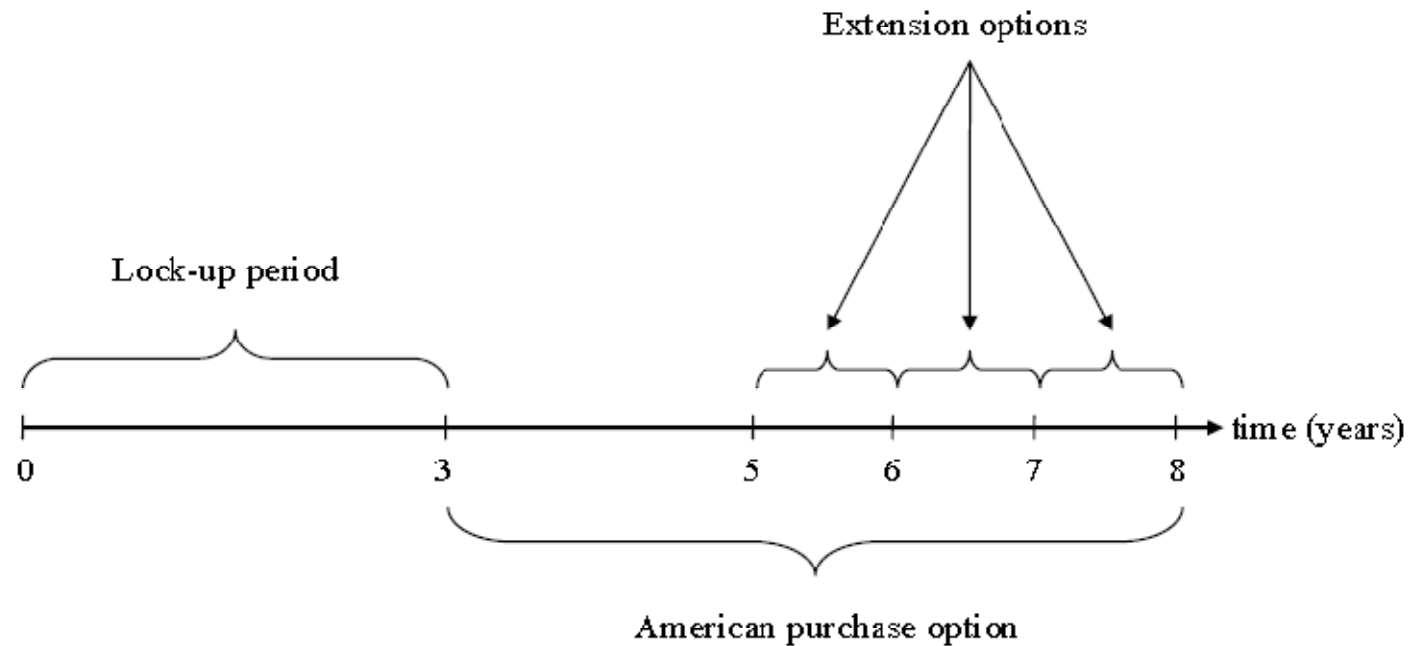 Extension options
Lock-up period
time (years)
0 3 5 6 7 8
American purchase option